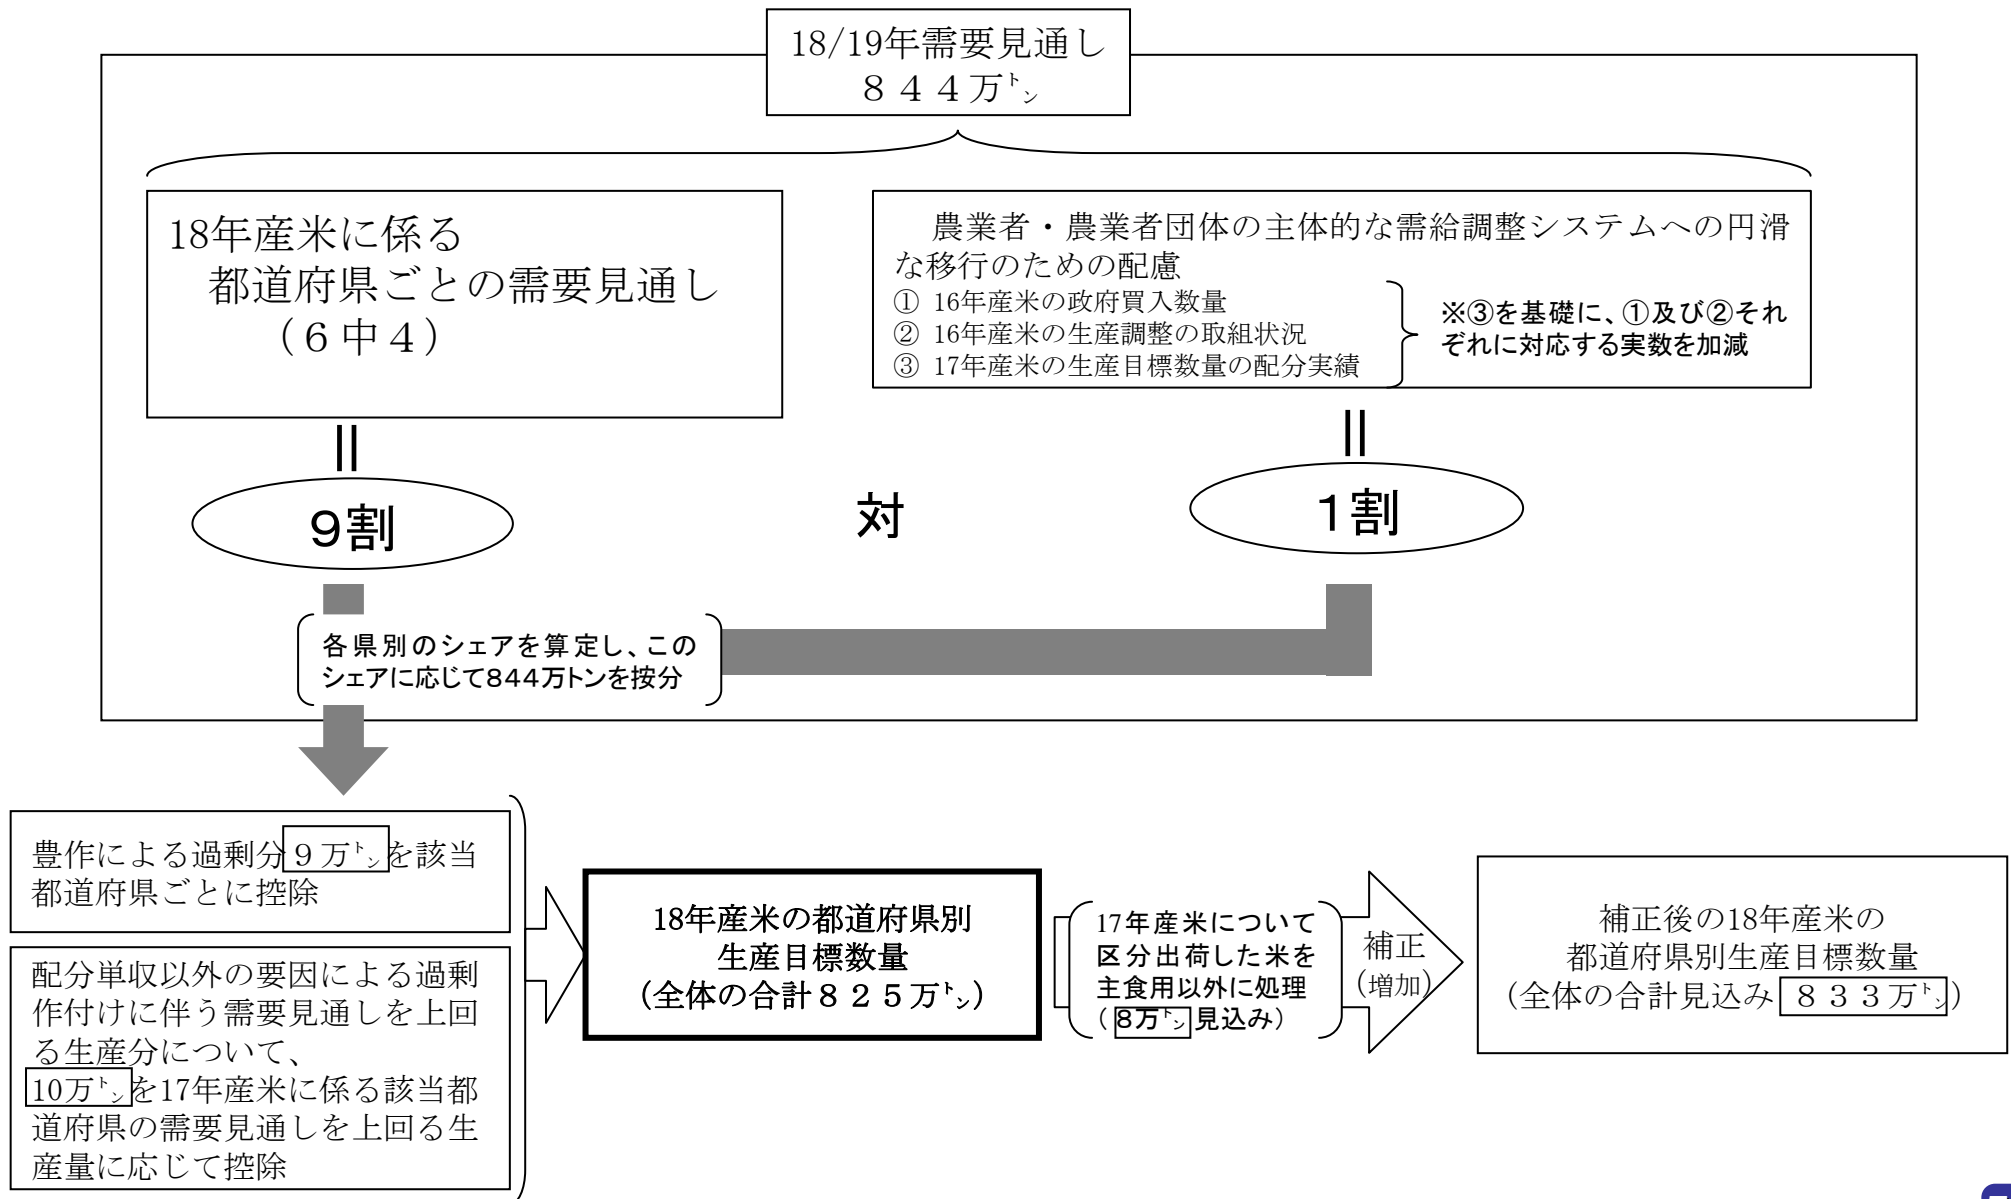 18/19年需要見通し
８４４万㌧
18年産米に係る
都道府県ごとの需要見通し
（６中４）
農業者・農業者団体の主体的な需給調整システムへの円滑
な移行のための配慮
① 16年産米の政府買入数量
② 16年産米の生産調整の取組状況
③ 17年産米の生産目標数量の配分実績
※③を基礎に、①及び②それ
ぞれに対応する実数を加減
９割
対
１割
各県別のシェアを算定し、この
シェアに応じて844万トンを按分
豊作による過剰分９万㌧を該当
都道府県ごとに控除
配分単収以外の要因による過剰
作付けに伴う需要見通しを上回
る生産分について、
10万㌧を17年産米に係る該当都
道府県の需要見通しを上回る生
産量に応じて控除
18年産米の都道府県別
生産目標数量
（全体の合計８２５万㌧）
17年産米について
区分出荷した米を
主食用以外に処理
（8万㌧見込み）
補正
（増加）
補正後の18年産米の
都道府県別生産目標数量
（全体の合計見込み８３３万㌧）